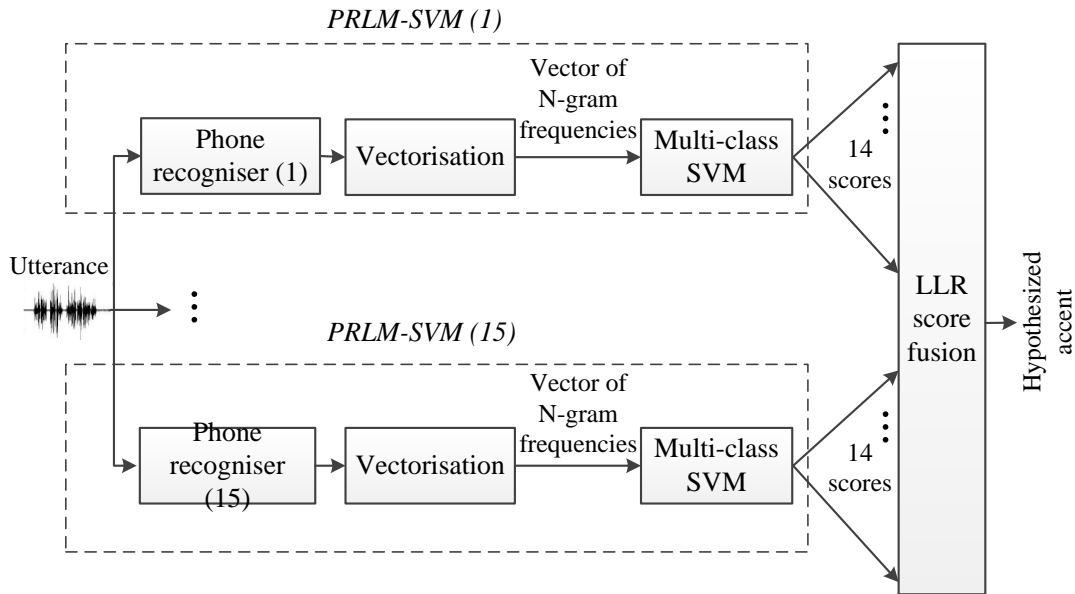 PRLM-SVM (1)
Vector of
N-gram
frequencies
Phone
recogniser (1)
Vectorisation
Multi-class
SVM
14
scores
Utterance
LLR
score
fusion
Hypothesized
accent
PRLM-SVM (15)
Vector of
N-gram
frequencies
Phone
recogniser
(15)
Vectorisation
Multi-class
SVM
14
scores